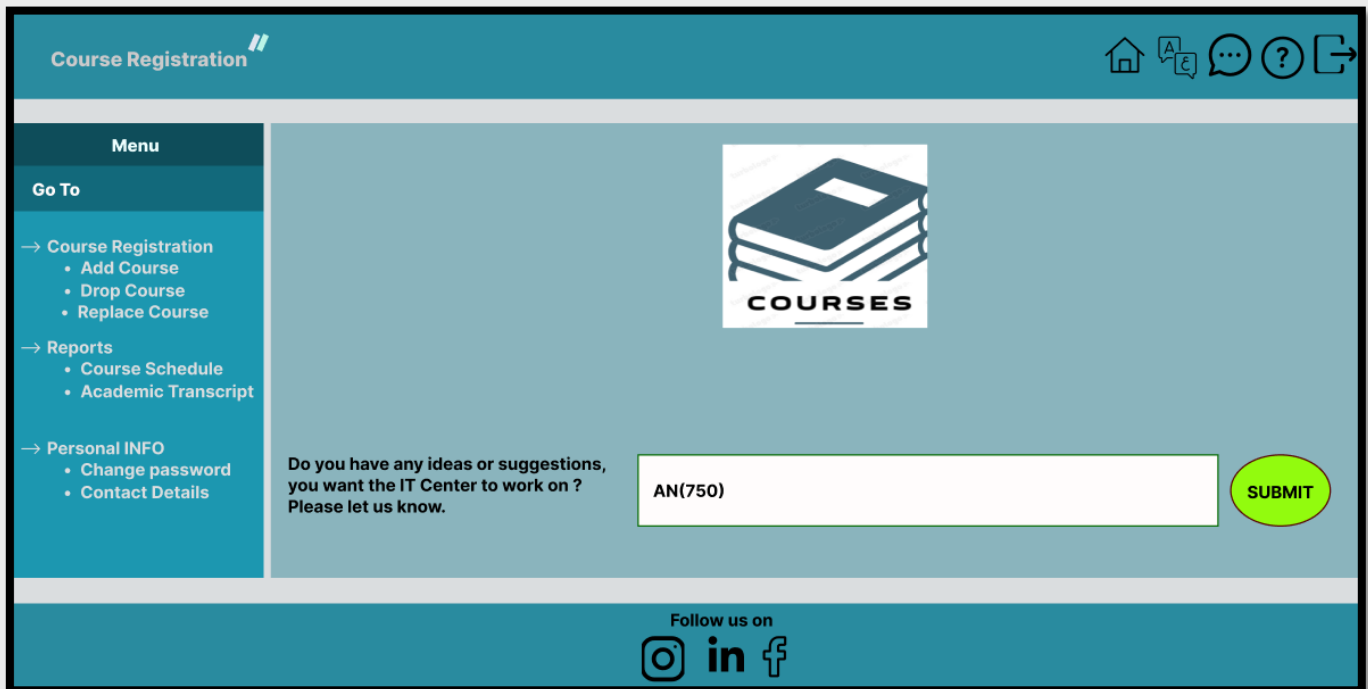 Course Registration
Menu
Go To
→ Course Registration
• Add Course
• Drop Course
• Replace Course
→ Reports
• Course Schedule
• Academic Transcript
→ Personal INFO
• Change password
• Contact Details
COURSES
Do you have any ideas or suggestions,
you want the IT Center to work on ?
Please let us know.
AN(750)
SUBMIT
Follow us on
in f